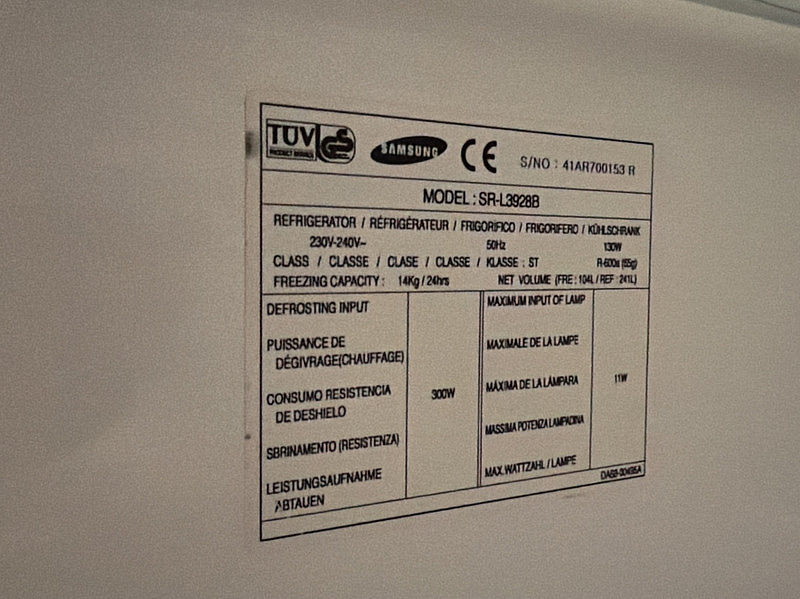 TÜV
PRODUCT SERVICE
GS
SAMSUNG
CE
S/NO : 41AR700153 R
MODEL : SR-L3928B
REFRIGERATOR / RÉFRIGÉRATEUR / FRIGORÍFICO / FRIGORIFERO / KÜHLSCHRANK
230V-240V~ 50Hz 130W
CLASS / CLASSE / CLASE / CLASSE / KLASSE : ST R-600a (55g)
FREEZING CAPACITY : 14Kg / 24hrs NET VOLUME (FRE : 104L / REF : 241L)
DEFROSTING INPUT
PUISSANCE DE
DÉGIVRAGE(CHAUFFAGE)
CONSUMO RESISTENCIA
DE DESHIELO
SBRINAMENTO (RESISTENZA)
LEISTUNGSAUFNAHME
ABTAUEN
300W
MAXIMUM INPUT OF LAMP
MAXIMALE DE LA LAMPE
MÁXIMA DE LA LÁMPARA
MASSIMA POTENZA LAMPADINA
MAX. WATTZAHL / LAMPE
11W